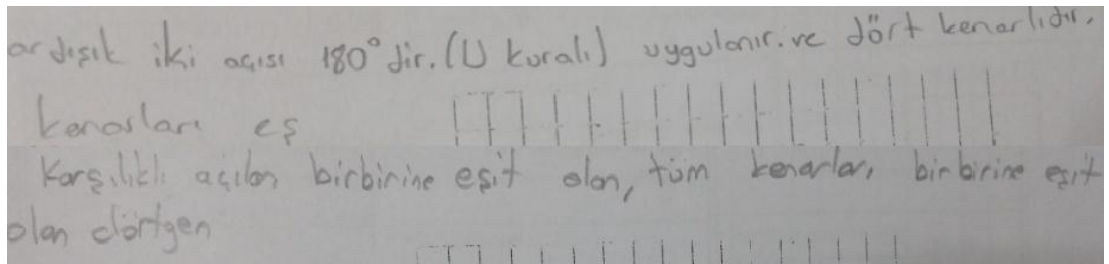 ardışık iki açısı 180° dir. (U kuralı) uygulanır. ve dört kenarlıdır.
kenarları eş
Karşılıklı açıları birbirine eşit olan, tüm kenarları birbirine eşit
olan dörtgen